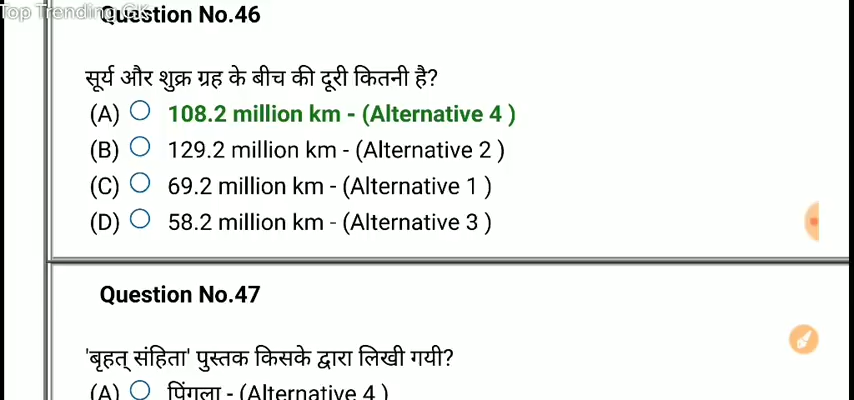 Top Trending GK
Question No.46
सूर्य और शुक्र ग्रह के बीच की दूरी कितनी है?
(A) 108.2 million km - (Alternative 4 )
(B) 129.2 million km - (Alternative 2 )
(C) 69.2 million km - (Alternative 1 )
(D) 58.2 million km - (Alternative 3 )
Question No.47
'बृहत् संहिता' पुस्तक किसके द्वारा लिखी गयी?
(A) पिंगला - (Alternative 4 )